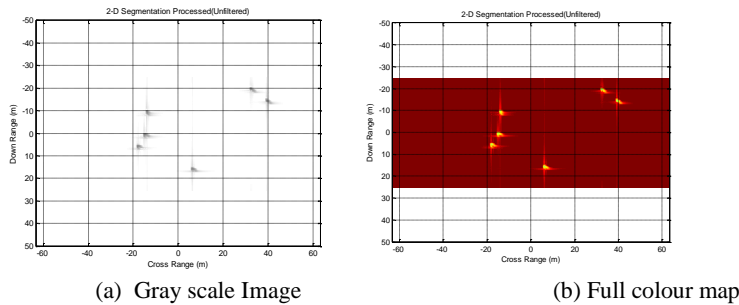 2-D Segmentation Processed(Unfiltered)
-50
-40
-30
-20
-10
0
10
20
30
40
50
Down Range (m)
-60 -40 -20 0 20 40 60
Cross Range (m)
(a) Gray scale Image
2-D Segmentation Processed(Unfiltered)
-50
-40
-30
-20
-10
0
10
20
30
40
50
Down Range (m)
-60 -40 -20 0 20 40 60
Cross Range (m)
(b) Full colour map